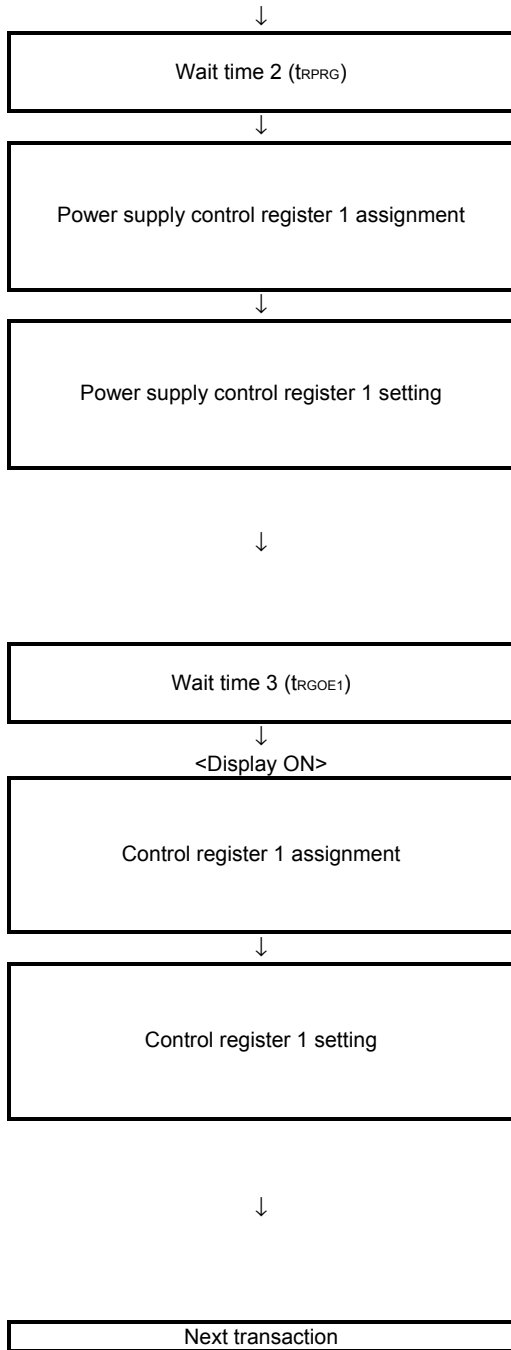 ↓
Wait time 2 (tRPRG)
↓
Power supply control register 1 assignment
↓
Power supply control register 1 setting
↓
Wait time 3 (tRGOE1)
↓
<Display ON>
Control register 1 assignment
↓
Control register 1 setting
↓
Next transaction